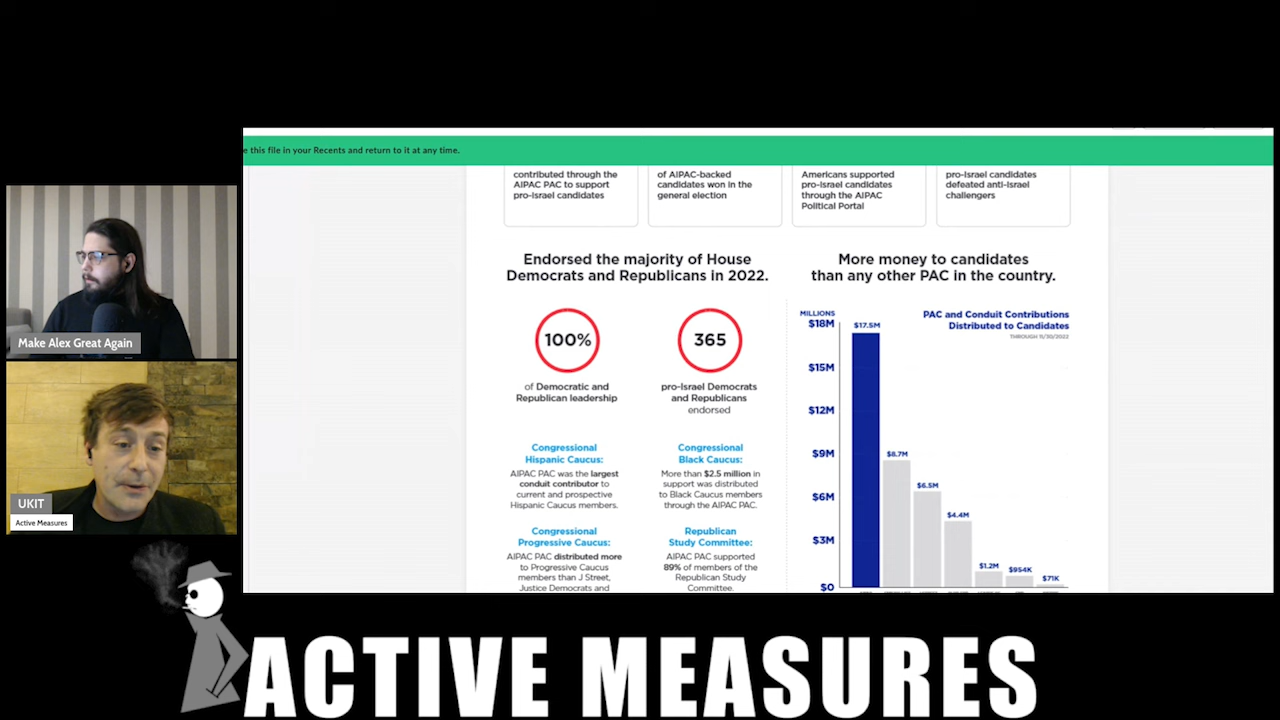 e this file in your Recents and return to it at any time.
contributed through the
AIPAC PAC to support
pro-Israel candidates
of AIPAC-backed
candidates won in the
general election
Americans supported
pro-Israel candidates
through the AIPAC
Political Portal
pro-Israel candidates
defeated anti-Israel
challengers
Endorsed the majority of House
Democrats and Republicans in 2022.
100%
of Democratic and
Republican leadership
365
pro-Israel Democrats
and Republicans
endorsed
Congressional
Hispanic Caucus:
AIPAC PAC was the largest
conduit contributor to
current and prospective
Hispanic Caucus members.
Congressional
Black Caucus:
More than $2.5 million in
support was distributed
to Black Caucus members
through the AIPAC PAC.
Congressional
Progressive Caucus:
AIPAC PAC distributed more
to Progressive Caucus
members than J Street,
Justice Democrats and
Republican
Study Committee:
AIPAC PAC supported
89% of members of the
Republican Study
Committee.
More money to candidates
than any other PAC in the country.
PAC and Conduit Contributions
Distributed to Candidates
THROUGH 11/30/2022
MILLIONS
$18M
$15M
$12M
$9M
$6M
$3M
$0
$17.5M
$8.7M
$6.5M
$4.4M
$1.2M
$954K
$71K
Make Alex Great Again
UKIT
Active Measures
ACTIVE MEASURES